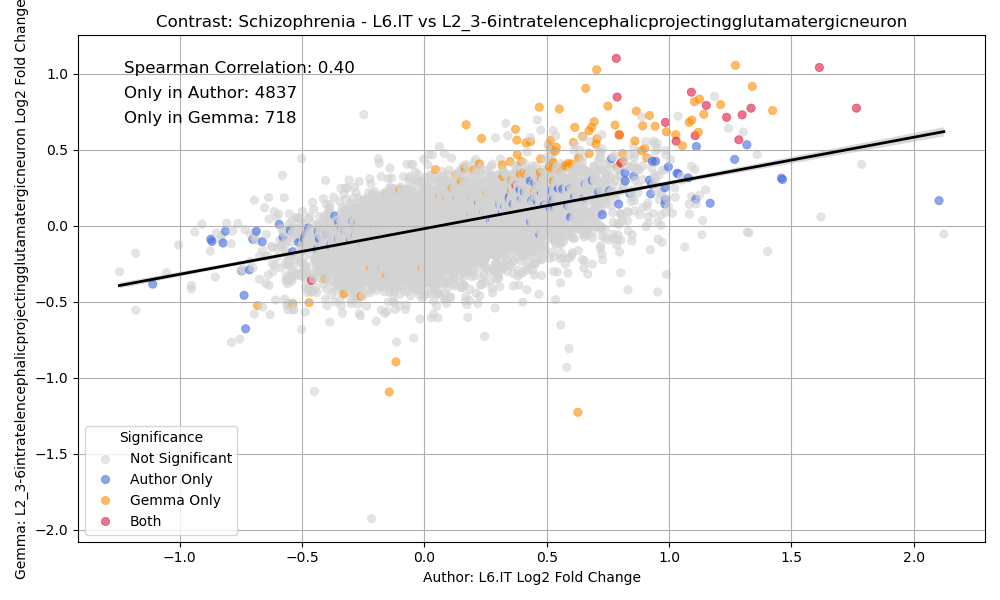 Contrast: Schizophrenia - L6.IT vs L2_3-6intratelencephalicprojectingglutamatergicneuron
Gemma: L2_3-6intratelencephalicprojectingglutamatergicneuron Log2 Fold Change
1.0
0.5
0.0
−0.5
−1.0
−1.5
−2.0
Spearman Correlation: 0.40
Only in Author: 4837
Only in Gemma: 718
Significance
Not Significant
Author Only
Gemma Only
Both
−1.0
−0.5
0.0
0.5
1.0
1.5
2.0
Author: L6.IT Log2 Fold Change